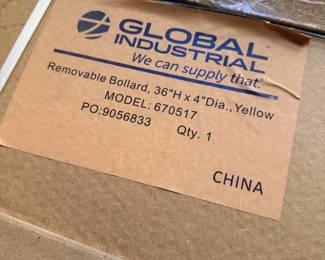 GLOBAL
INDUSTRIAL
We can supply that.
Removable Bollard, 36"H x 4"Dia., Yellow
MODEL: 670517
PO:9056833 Qty. 1
CHINA